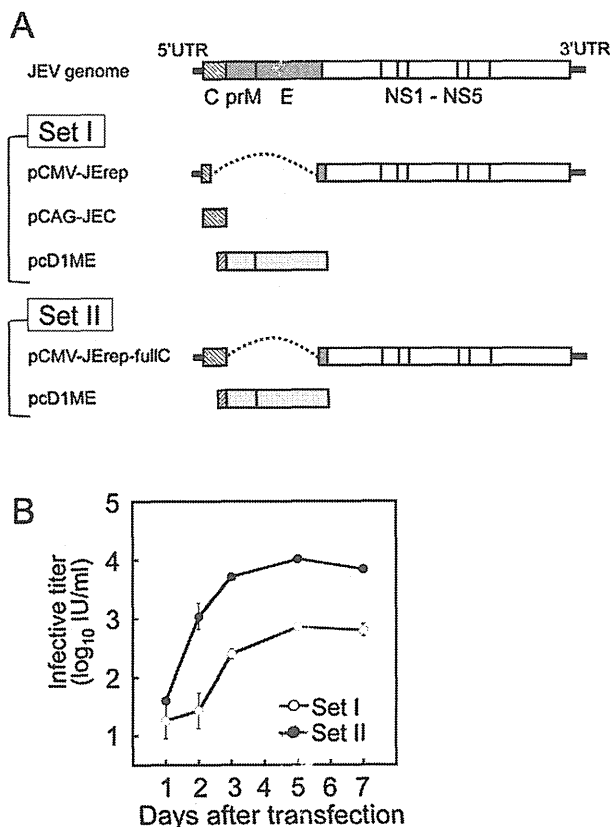 A
5'UTR
3'UTR
JEV genome
C prM E NS1 - NS5
Set I
pCMV-JErep
pCAG-JEC
pcD1ME
Set II
pCMV-JErep-fullC
pcD1ME
B
Infective titer
(log₁₀ IU/ml)
5
4
3
2
1
Set I
Set II
1 2 3 4 5 6 7
Days after transfection